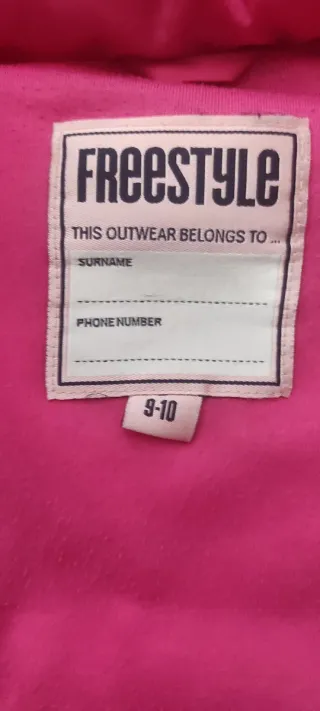 FREESTYLE
THIS OUTWEAR BELONGS TO ...
SURNAME
PHONE NUMBER
9-10